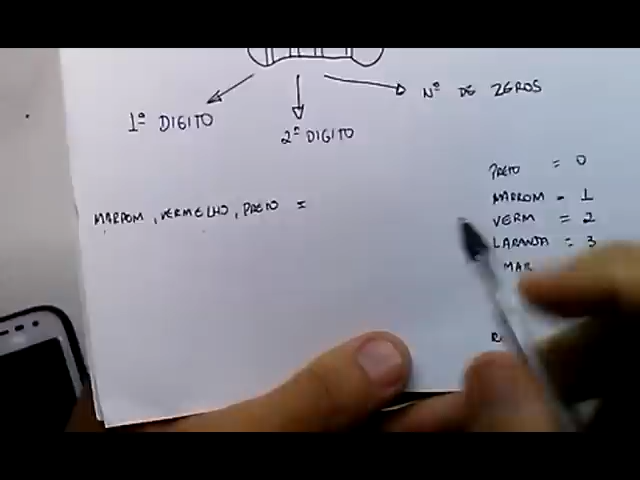 Nº DE ZEROS
1º DIGITO
2º DIGITO
MARROM, VERMELHO, PRETO =
PRETO = 0
MARROM = 1
VERM = 2
LARANJA = 3